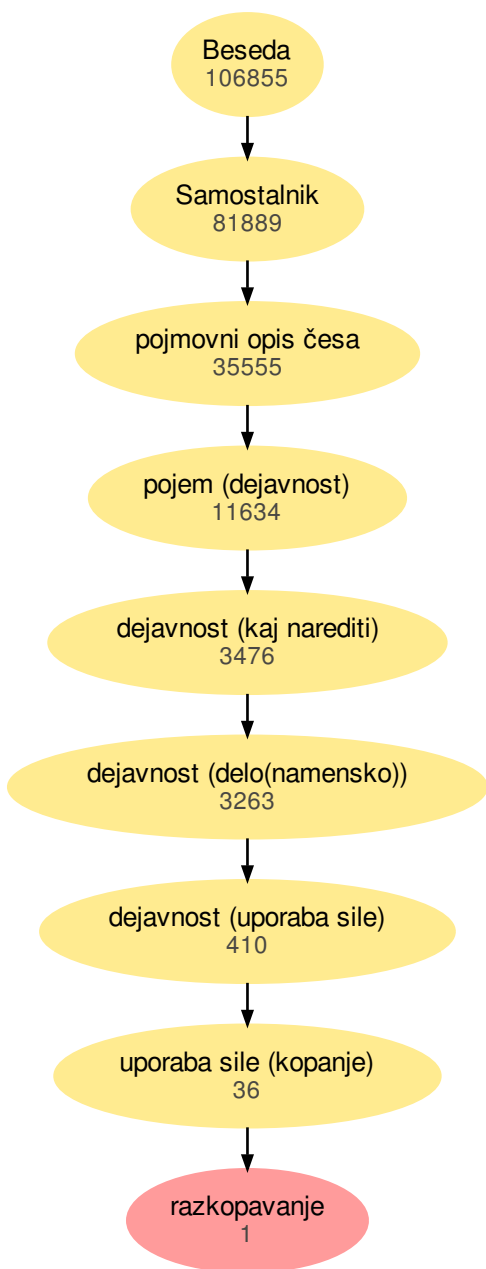 Beseda
106855
Samostalnik
81889
pojmovni opis česa
35555
pojem (dejavnost)
11634
dejavnost (kaj narediti)
3476
dejavnost (delo(namensko))
3263
dejavnost (uporaba sile)
410
uporaba sile (kopanje)
36
razkopavanje
1